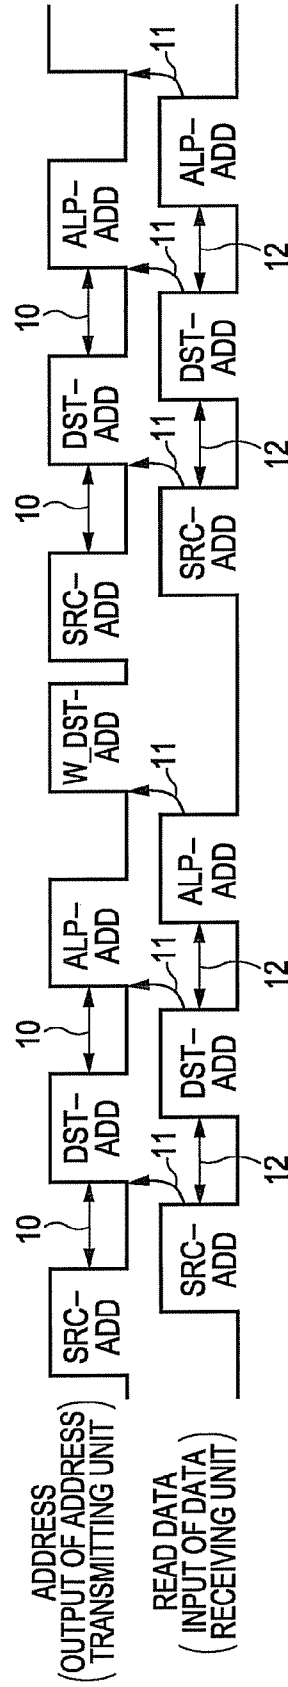 ADDRESS
(OUTPUT OF ADDRESS
TRANSMITTING UNIT)
SRC–
ADD
10
DST–
ADD
10
ALP–
ADD
W_DST–
ADD
SRC–
ADD
10
DST–
ADD
10
ALP–
ADD
11
11
11
11
11
11
READ DATA
(INPUT OF DATA
RECEIVING UNIT)
SRC–
ADD
12
DST–
ADD
12
ALP–
ADD
SRC–
ADD
12
DST–
ADD
12
ALP–
ADD